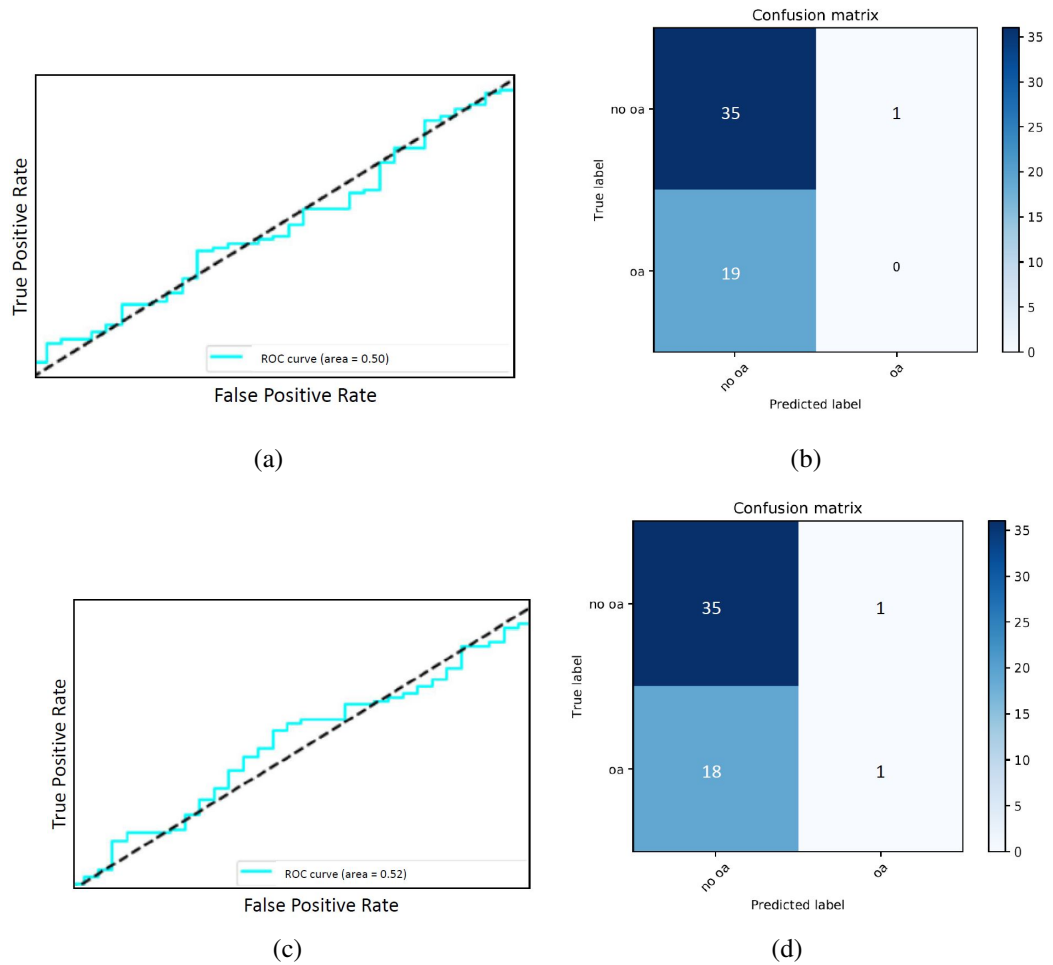 True Positive Rate
ROC curve (area = 0.50)
False Positive Rate
(a)
Confusion matrix
True label
no oa
oa
35
1
19
0
no oa
oa
Predicted label
35
30
25
20
15
10
5
0
(b)
True Positive Rate
ROC curve (area = 0.52)
False Positive Rate
(c)
Confusion matrix
True label
no oa
oa
35
1
18
1
no oa
oa
Predicted label
35
30
25
20
15
10
5
0
(d)